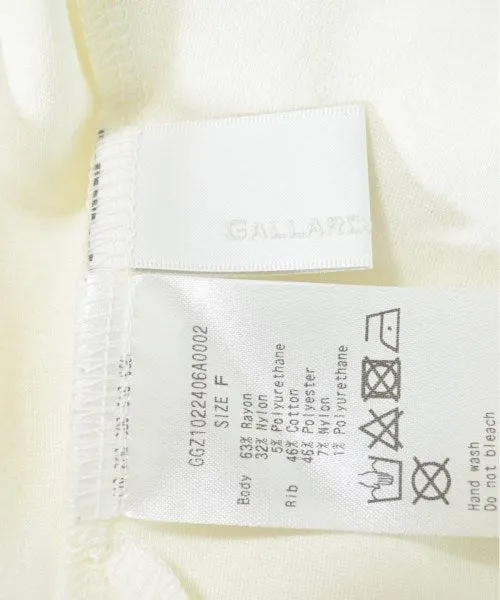 GALLARD
GGZ1022406A0002
SIZE F
Body 63% Rayon
32% Nylon
5% Polyurethane
Rib 46% Cotton
46% Polyester
7% Nylon
1% Polyurethane
Hand wash
Do not bleach